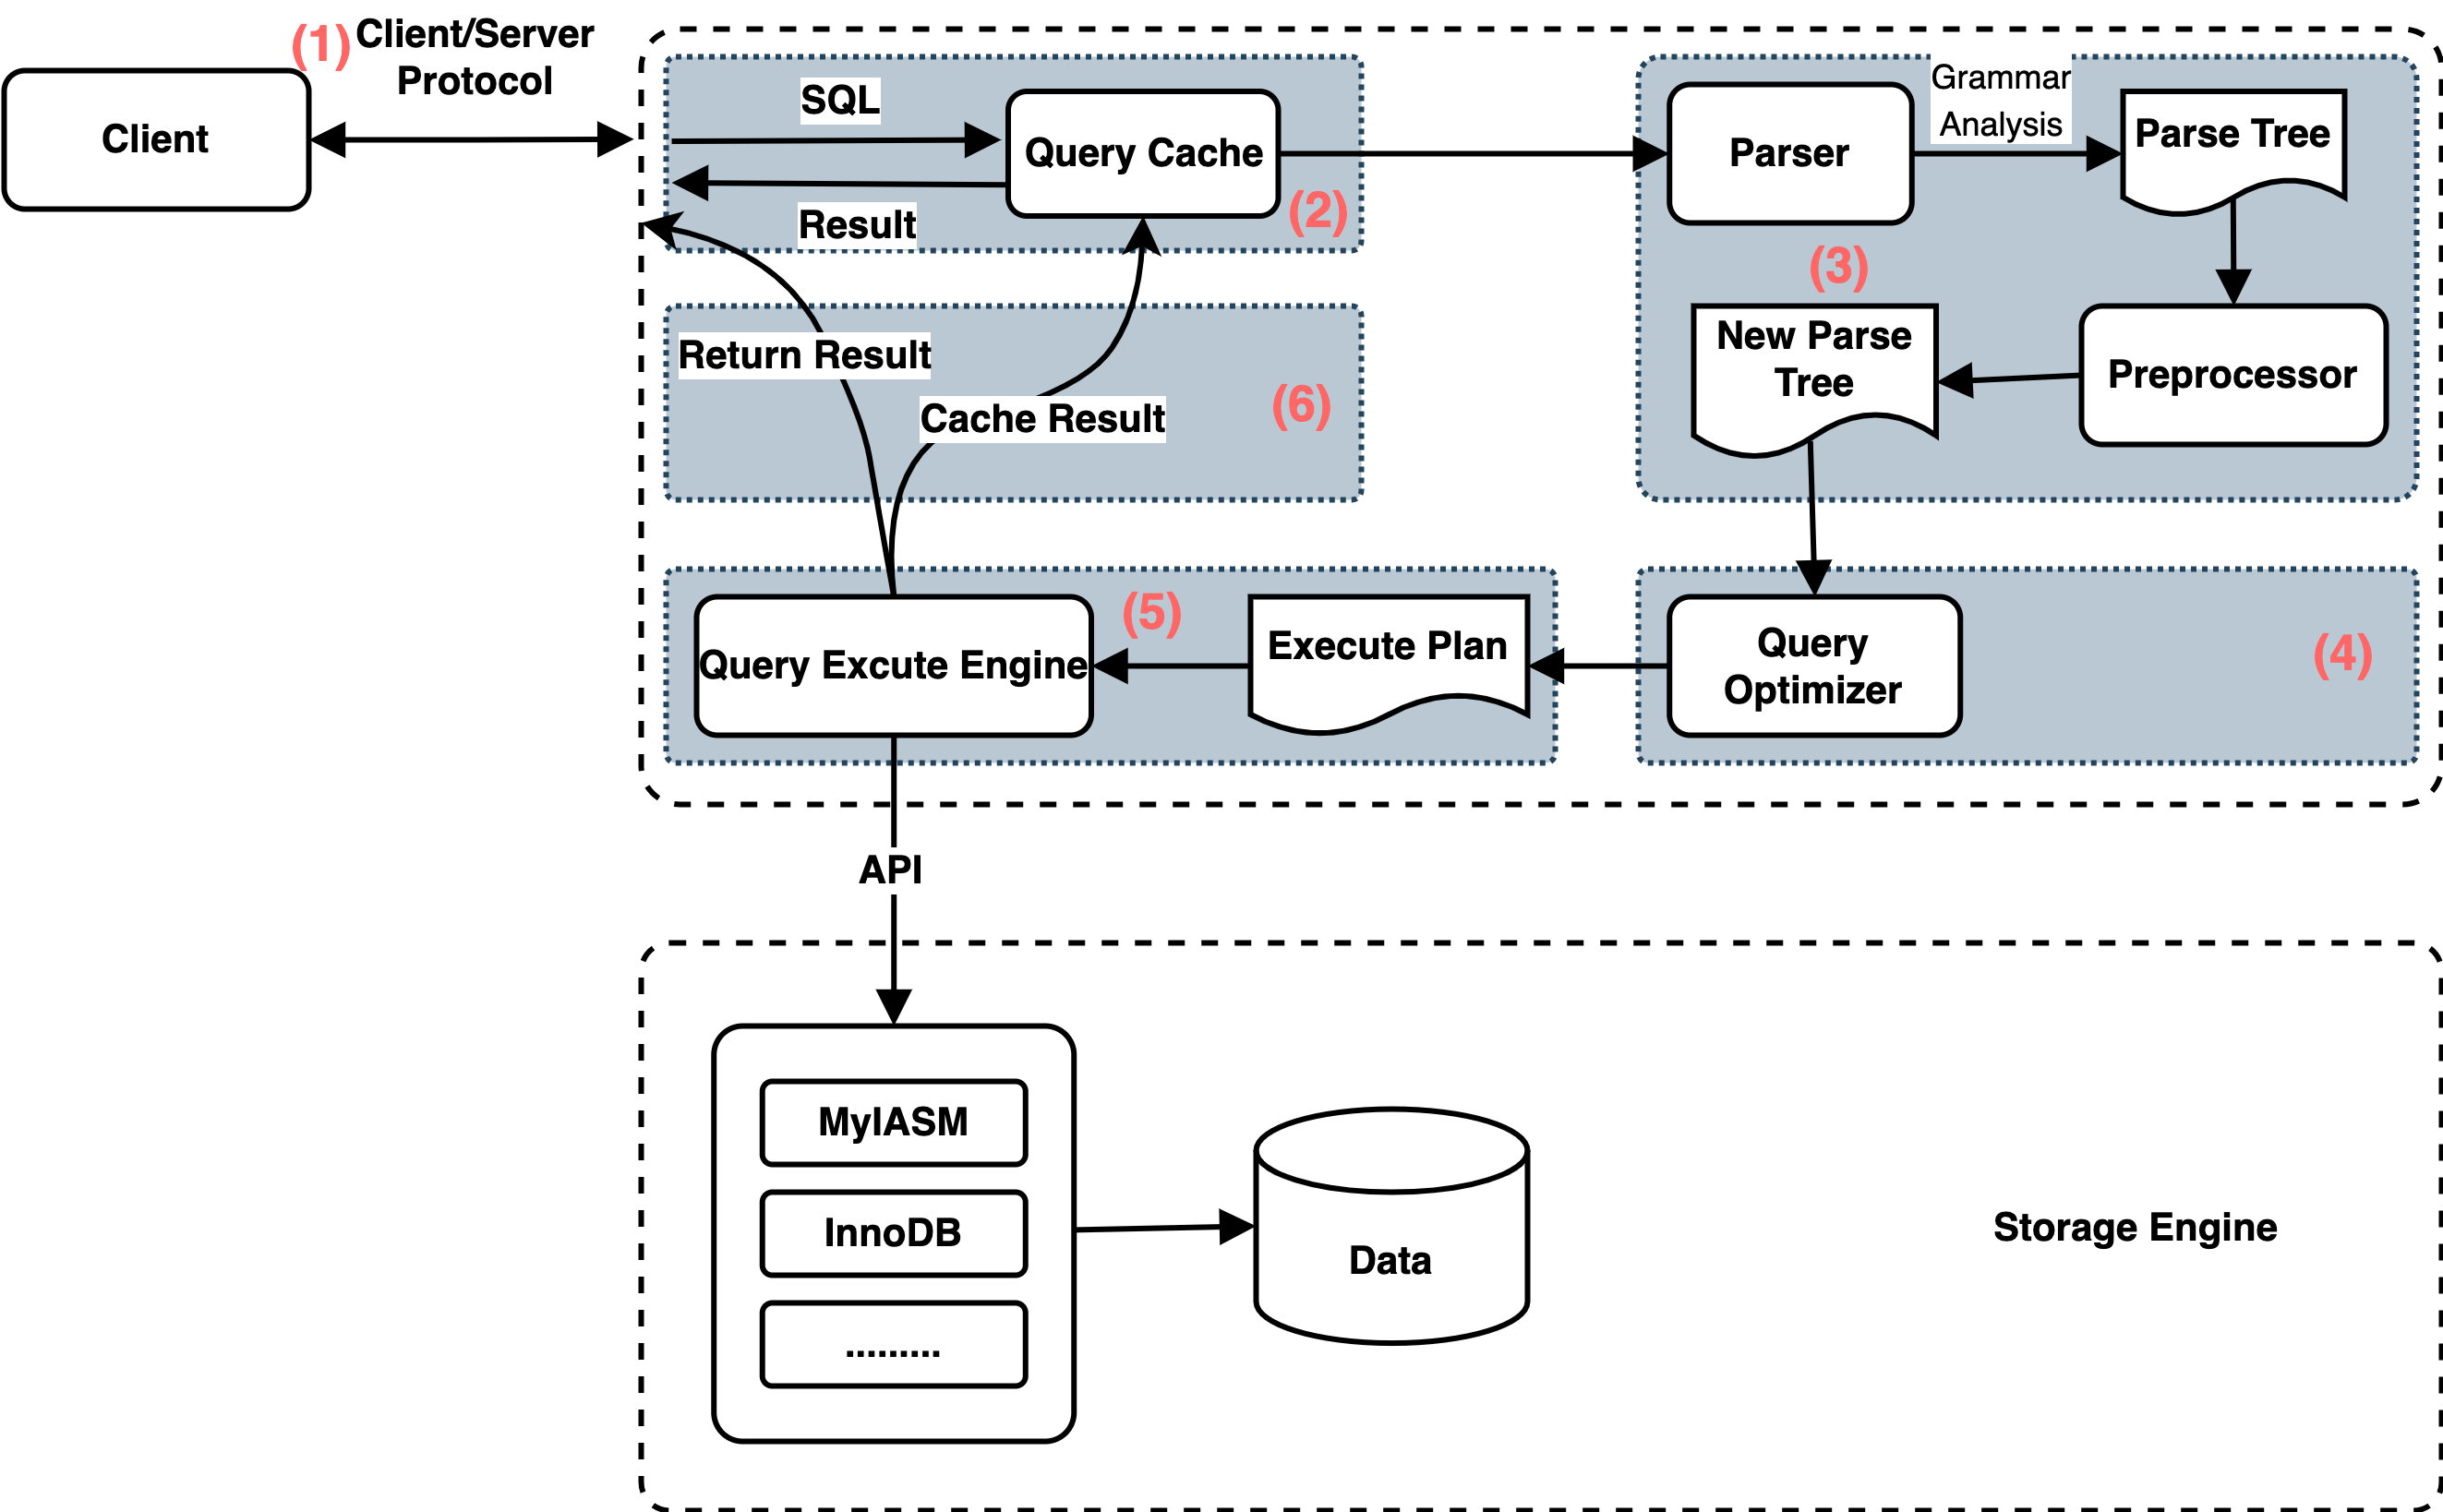 (1) Client/Server
Protocol
Client
SQL
Query Cache
Result
(2)
Parser
Grammar
Analysis
Parse Tree
(3)
New Parse
Tree
Preprocessor
Return Result
Cache Result
(6)
Query Excute Engine
(5)
Execute Plan
Query
Optimizer
(4)
API
MyIASM
InnoDB
.........
Data
Storage Engine